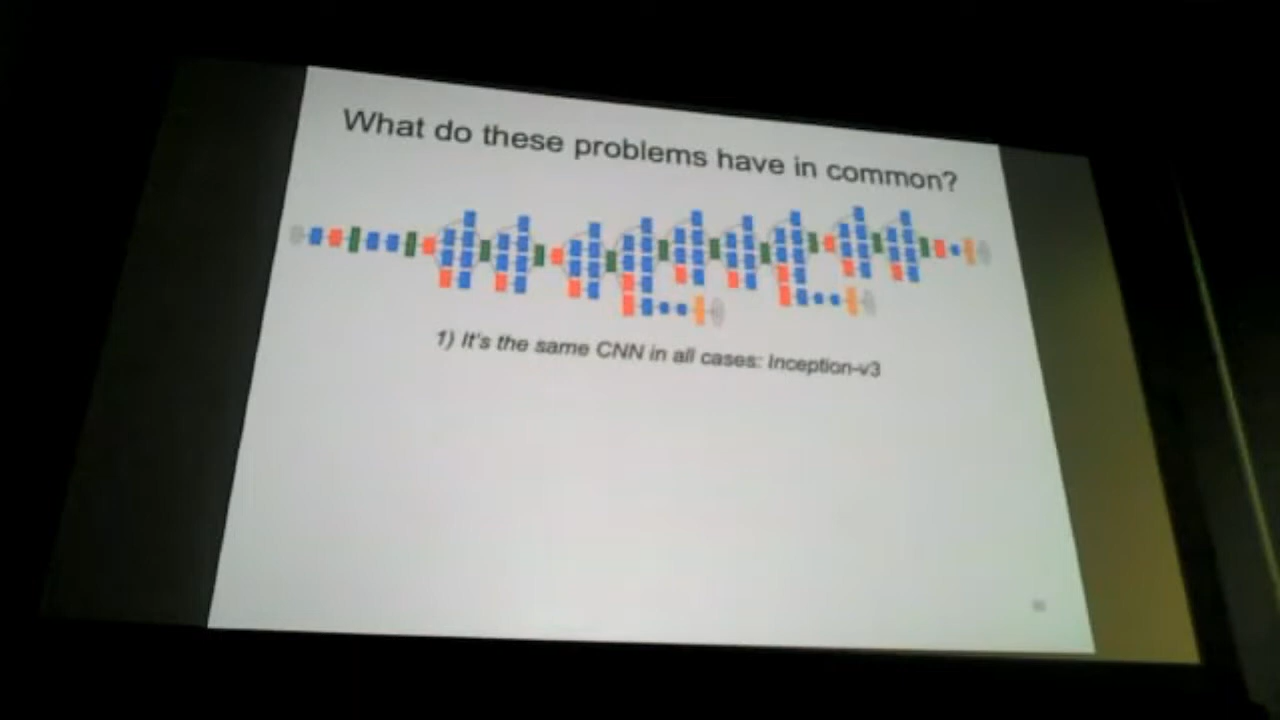 What do these problems have in common?
1) It's the same CNN in all cases: Inception-v3